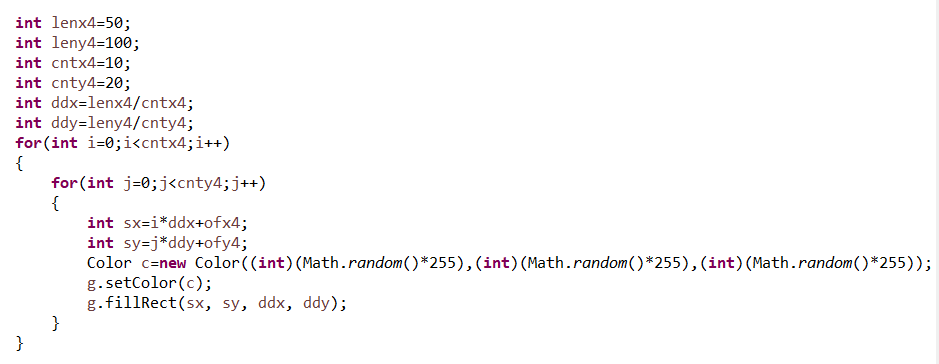 int lenx4=50;
int leny4=100;
int cntx4=10;
int cnty4=20;
int ddx=lenx4/cntx4;
int ddy=leny4/cnty4;
for(int i=0;i<cntx4;i++)
{
    for(int j=0;j<cnty4;j++)
    {
        int sx=i*ddx+ofx4;
        int sy=j*ddy+ofy4;
        Color c=new Color((int)(Math.random()*255),(int)(Math.random()*255),(int)(Math.random()*255));
        g.setColor(c);
        g.fillRect(sx, sy, ddx, ddy);
    }
}